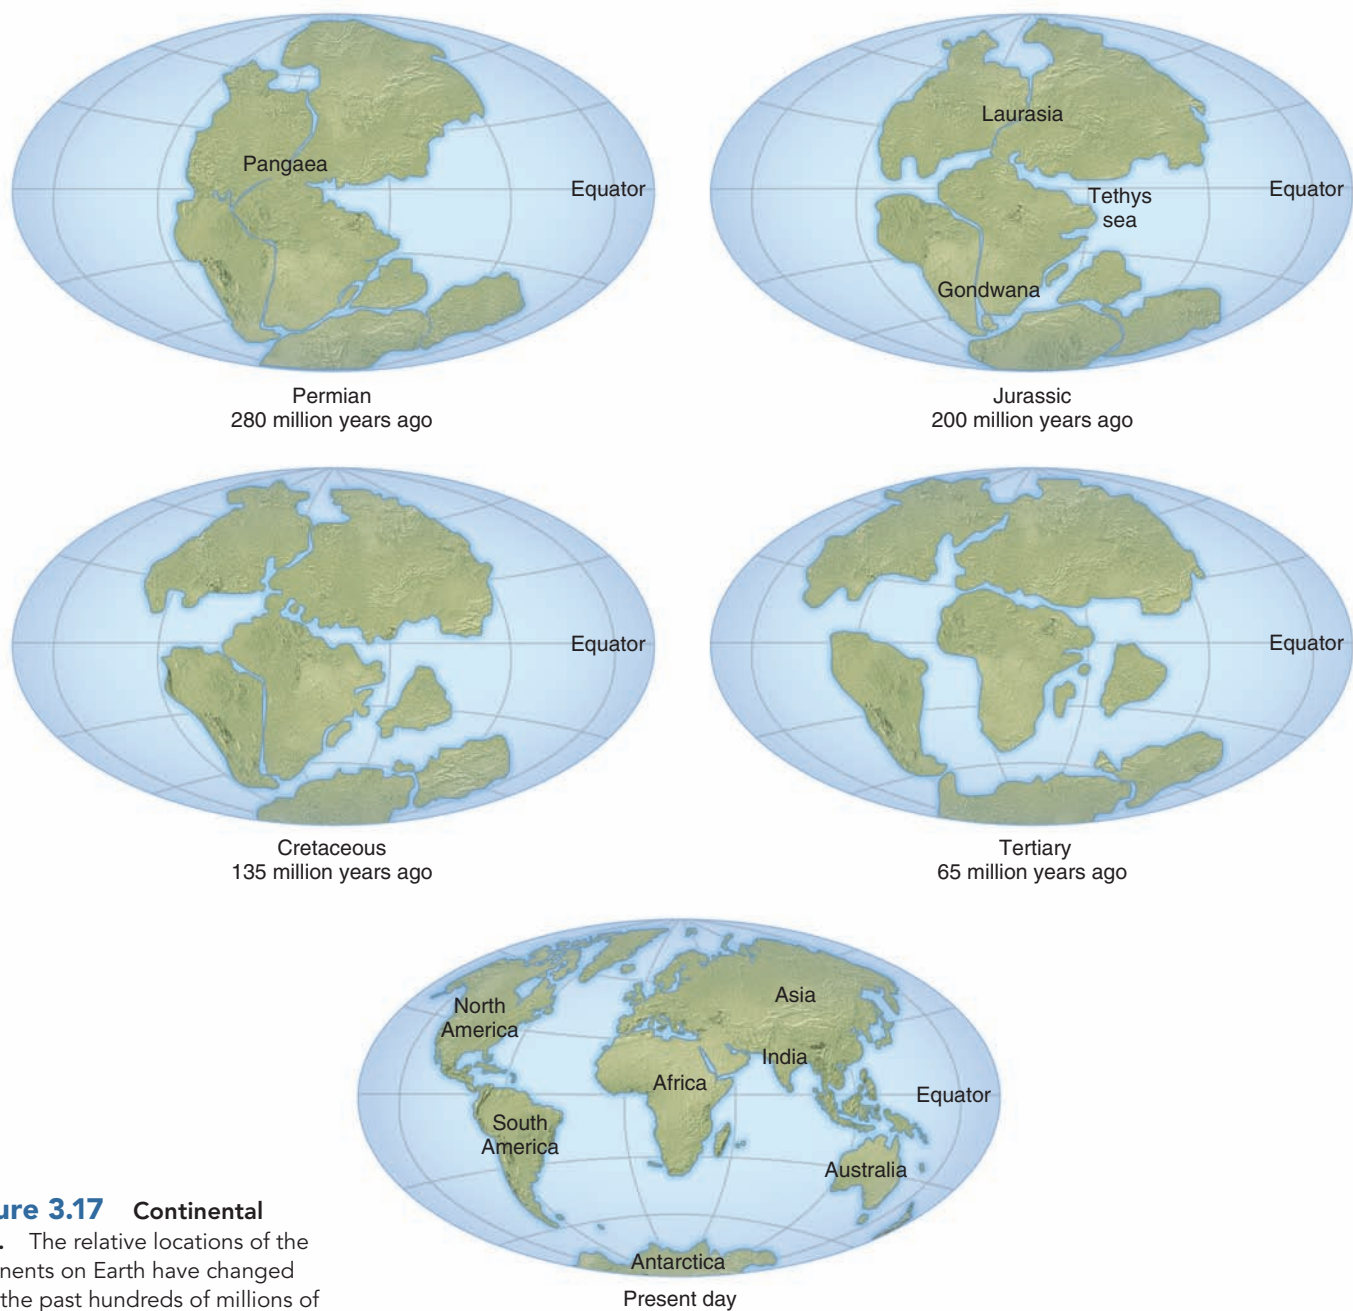 Pangaea
Equator
Permian
280 million years ago
Laurasia
Tethys
sea
Equator
Gondwana
Jurassic
200 million years ago
Equator
Cretaceous
135 million years ago
Equator
Tertiary
65 million years ago
North
America
Asia
India
Africa
Equator
South
America
Australia
Antarctica
Present day
ure 3.17 Continental
. The relative locations of the
nents on Earth have changed
the past hundreds of millions of